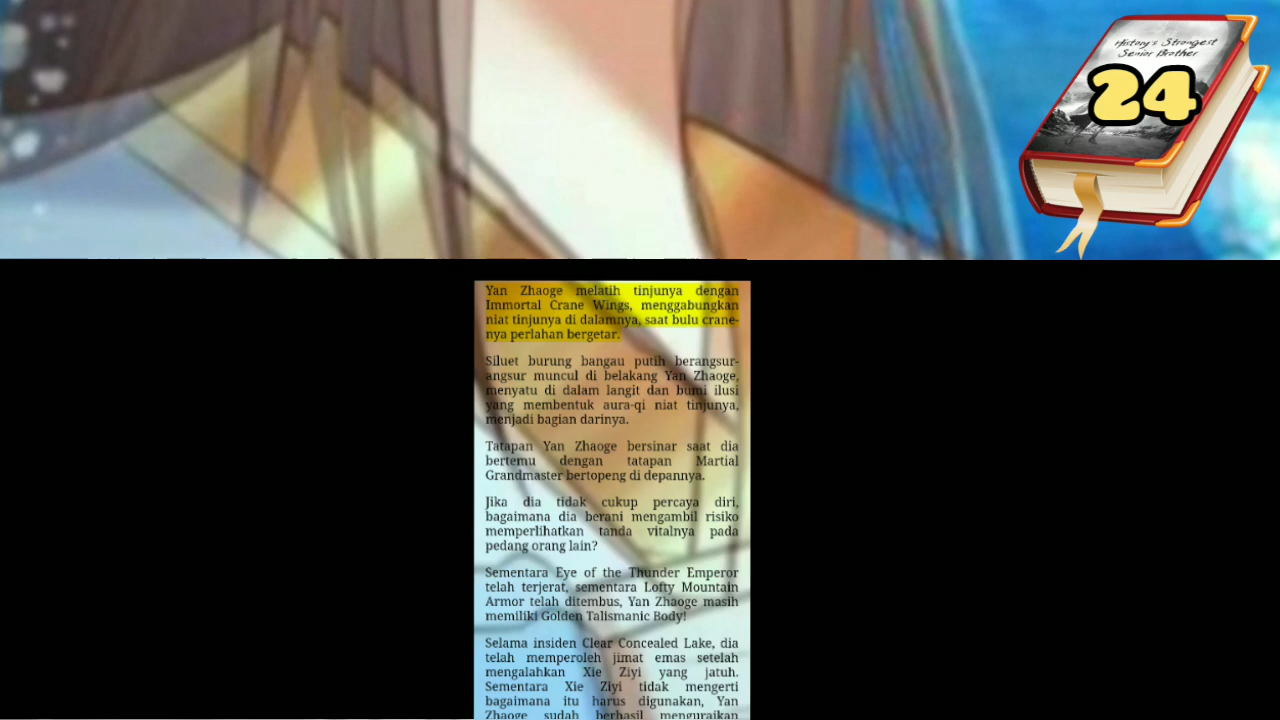 History's Strongest
Senior Brother
24
Yan Zhaoge melatih tinjunya dengan
Immortal Crane Wings, menggabungkan
niat tinjunya di dalamnya, saat bulu crane-
nya perlahan bergetar.
Siluet burung bangau putih berangsur-
angsur muncul di belakang Yan Zhaoge,
menyatu di dalam langit dan bumi ilusi
yang membentuk aura-qi niat tinjunya,
menjadi bagian darinya.
Tatapan Yan Zhaoge bersinar saat dia
bertemu dengan tatapan Martial
Grandmaster bertopeng di depannya.
Jika dia tidak cukup percaya diri,
bagaimana dia berani mengambil risiko
memperlihatkan tanda vitalnya pada
pedang orang lain?
Sementara Eye of the Thunder Emperor
telah terjerat, sementara Lofty Mountain
Armor telah ditembus, Yan Zhaoge masih
memiliki Golden Talismanic Body!
Selama insiden Clear Concealed Lake, dia
telah memperoleh jimat emas setelah
mengalahkan Xie Ziyi yang jatuh.
Sementara Xie Ziyi tidak mengerti
bagaimana itu harus digunakan, Yan
Zhaoge sudah berhasil menguraikan